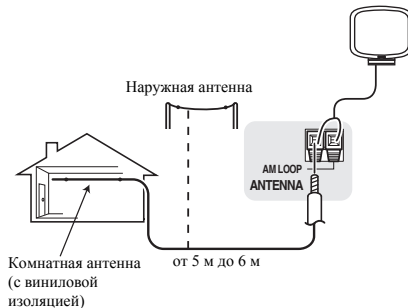 Наружная антенна
AM LOOP
ANTENNA
Комнатная антенна
(с виниловой
изоляцией)
от 5 м до 6 м